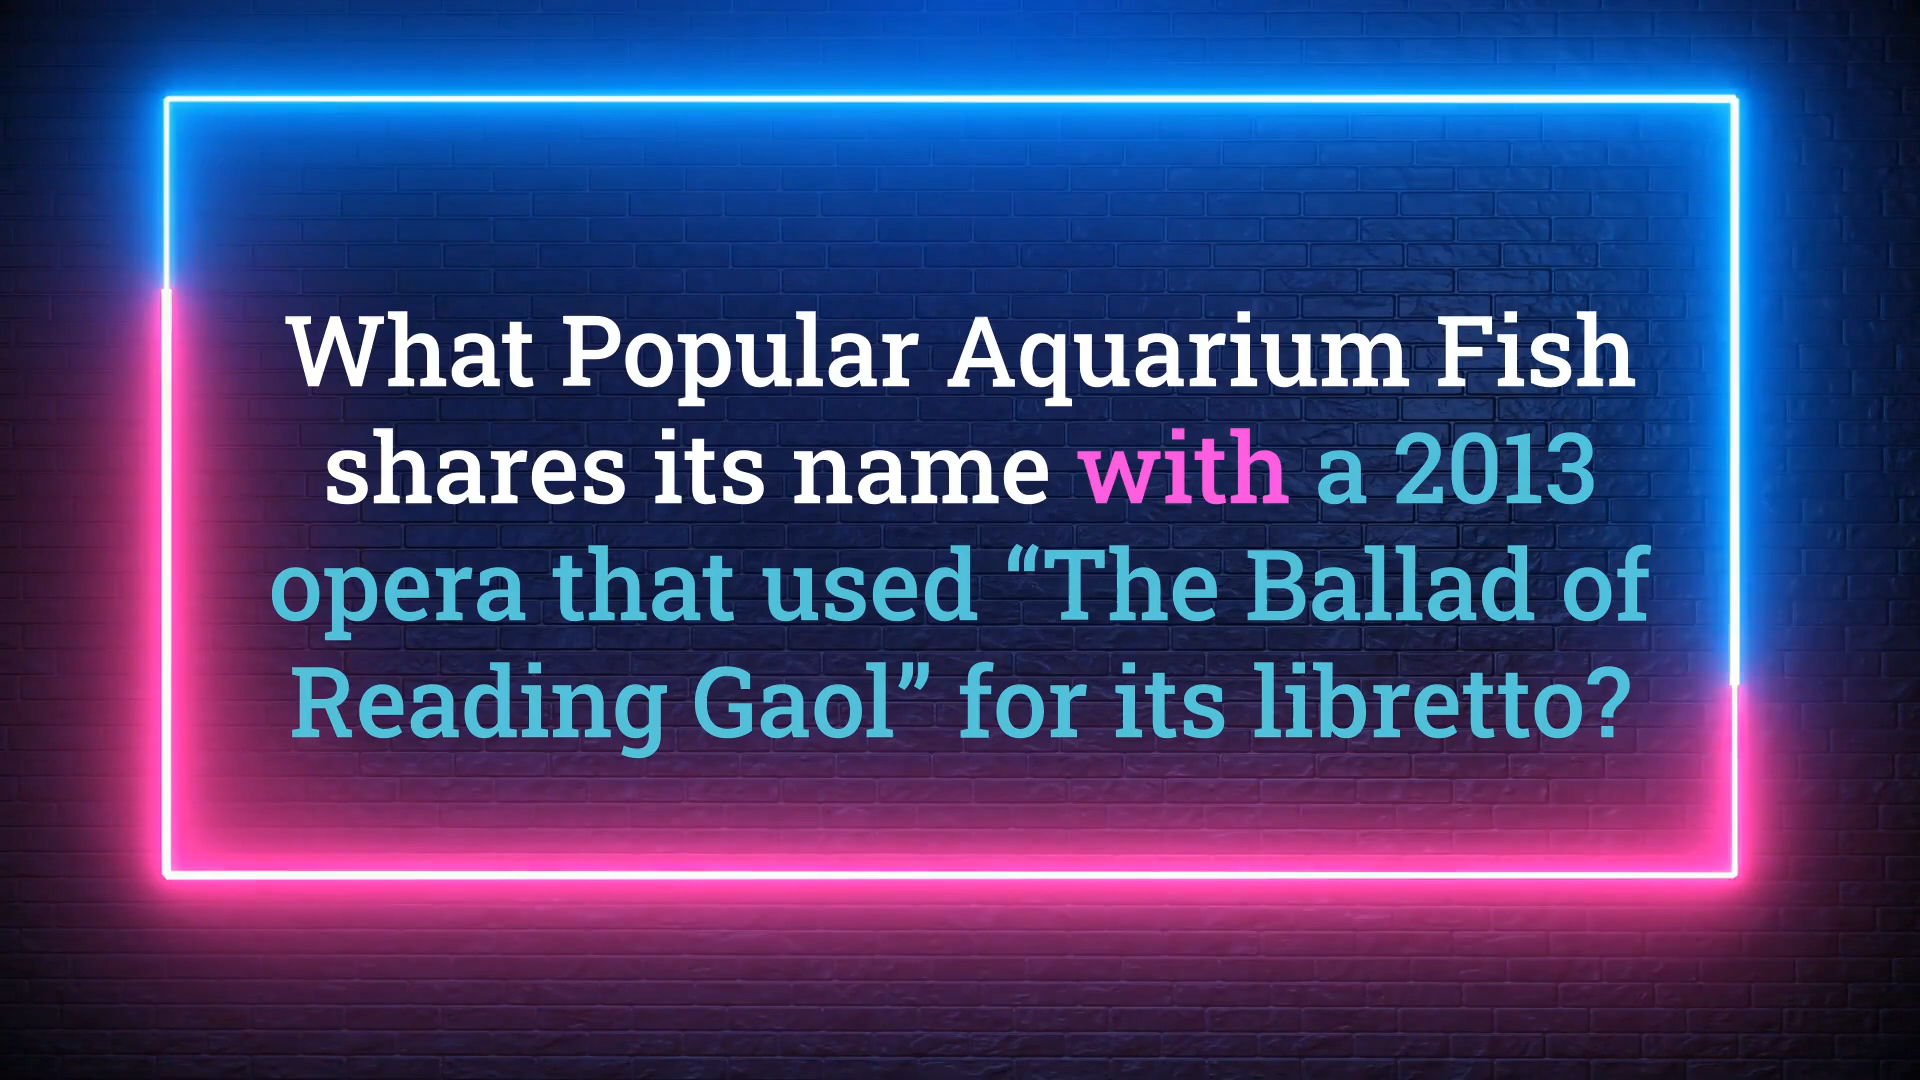 What Popular Aquarium Fish
shares its name with a 2013
opera that used “The Ballad of
Reading Gaol” for its libretto?